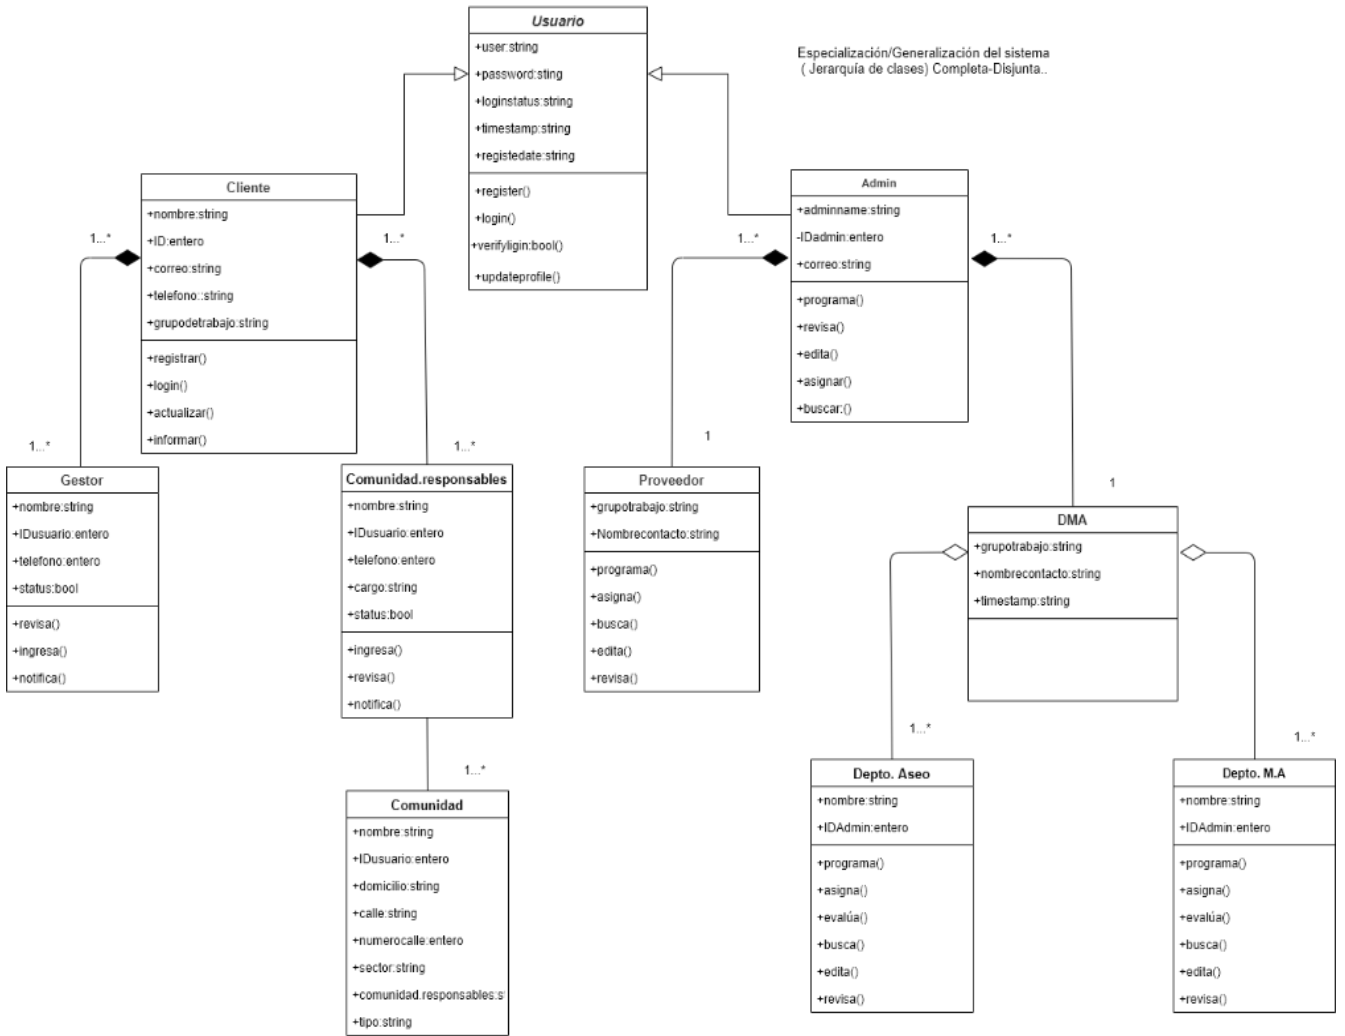 Usuario
+user:string
+password:sting
+loginstatus:string
+timestamp:string
+registedate:string
+register()
+login()
+verifyligin:bool()
+updateprofile()
Especialización/Generalización del sistema
( Jerarquía de clases) Completa-Disjunta..
Cliente
+nombre:string
+ID:entero
+correo:string
+telefono::string
+grupodetrabajo:string
+registrar()
+login()
+actualizar()
+informar()
1...*
1...*
Admin
+adminname:string
-IDadmin:entero
+correo:string
+programa()
+revisa()
+edita()
+asignar()
+buscar:()
1...*
1...*
1...*
Gestor
+nombre:string
+IDusuario:entero
+telefono:entero
+status:bool
+revisa()
+ingresa()
+notifica()
1...*
Comunidad.responsables
+nombre:string
+IDusuario:entero
+telefono:entero
+cargo:string
+status:bool
+ingresa()
+revisa()
+notifica()
1
Proveedor
+grupotrabajo:string
+Nombrecontacto:string
+programa()
+asigna()
+busca()
+edita()
+revisa()
1
DMA
+grupotrabajo:string
+nombrecontacto:string
+timestamp:string
1...*
Comunidad
+nombre:string
+IDusuario:entero
+domicilio:string
+calle:string
+numerocalle:entero
+sector:string
+comunidad.responsables:s
+tipo:string
1...*
Depto. Aseo
+nombre:string
+IDAdmin:entero
+programa()
+asigna()
+evalúa()
+busca()
+edita()
+revisa()
1...*
Depto. M.A
+nombre:string
+IDAdmin:entero
+programa()
+asigna()
+evalúa()
+busca()
+edita()
+revisa()